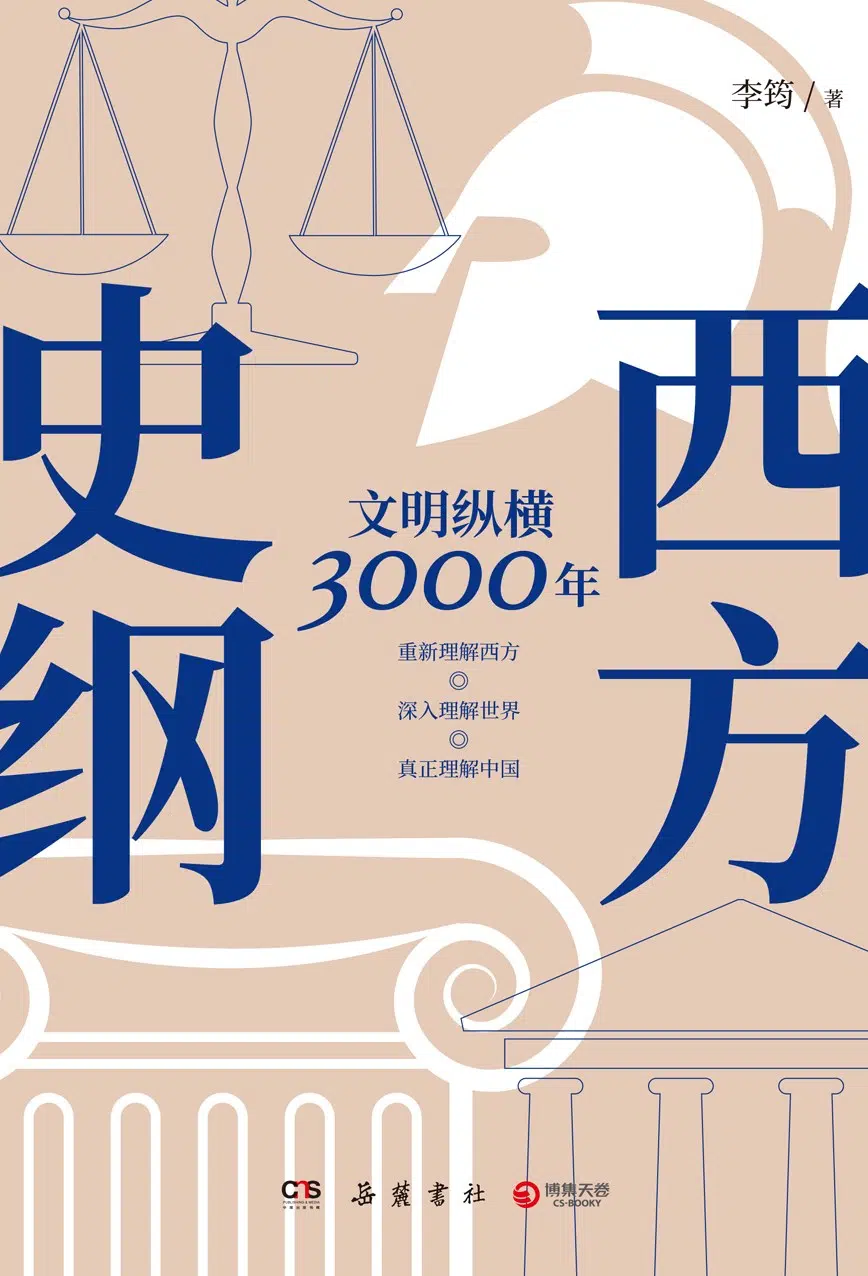 李筠/著
西方
史纲
文明纵横
3000年
重新理解西方
◎
深入理解世界
◎
真正理解中国
岳麓书社
博集天卷
CS-BOOKY